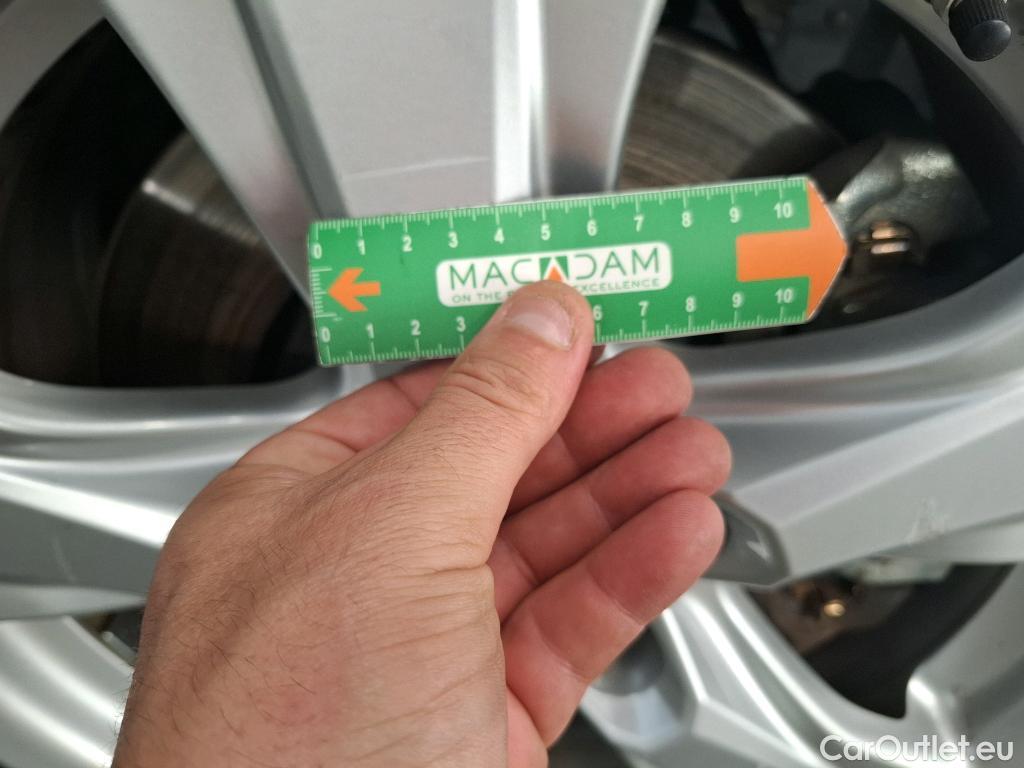 0 1 2 3 4 5 6 7 8 9 10
MACADAM
ON THE EXCELLENCE
0 1 2 3 6 7 8 9 10
CarOutlet.eu